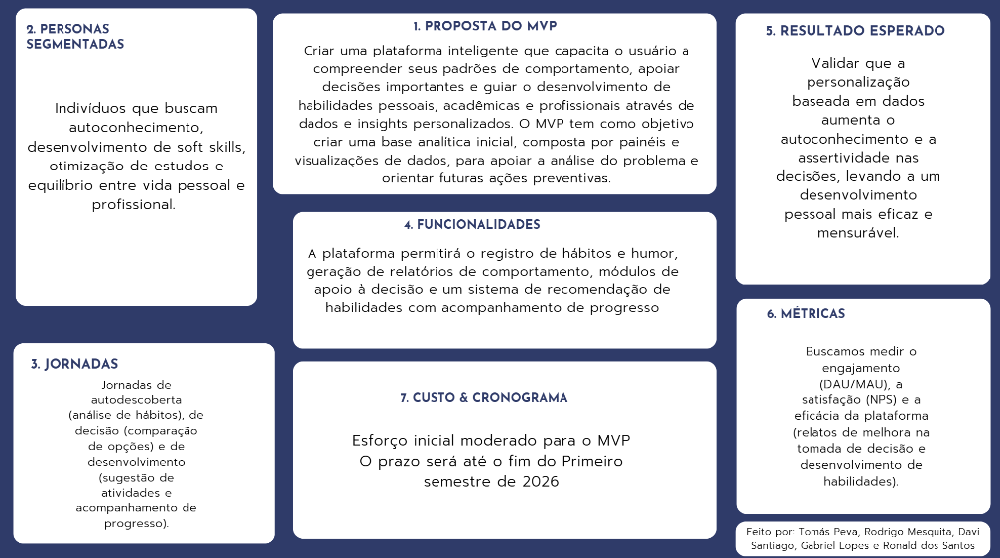 2. PERSONAS
SEGMENTADAS
Indivíduos que buscam
autoconhecimento,
desenvolvimento de soft skills,
otimização de estudos e
equilíbrio entre vida pessoal e
profissional.
1. PROPOSTA DO MVP
Criar uma plataforma inteligente que capacita o usuário a
compreender seus padrões de comportamento, apoiar
decisões importantes e guiar o desenvolvimento de
habilidades pessoais, acadêmicas e profissionais através de
dados e insights personalizados. O MVP tem como objetivo
criar uma base analítica inicial, composta por painéis e
visualizações de dados, para apoiar a análise do problema e
orientar futuras ações preventivas.
5. RESULTADO ESPERADO
Validar que a
personalização
baseada em dados
aumenta o
autoconhecimento e a
assertividade nas
decisões, levando a um
desenvolvimento
pessoal mais eficaz e
mensurável.
4. FUNCIONALIDADES
A plataforma permitirá o registro de hábitos e humor,
geração de relatórios de comportamento, módulos de
apoio à decisão e um sistema de recomendação de
habilidades com acompanhamento de progresso
3. JORNADAS
Jornadas de
autodescoberta
(análise de hábitos), de
decisão (comparação
de opções) e de
desenvolvimento
(sugestão de
atividades e
acompanhamento de
progresso).
7. CUSTO & CRONOGRAMA
Esforço inicial moderado para o MVP
O prazo será até o fim do Primeiro
semestre de 2026
6. MÉTRICAS
Buscamos medir o
engajamento
(DAU/MAU), a
satisfação (NPS) e a
eficácia da plataforma
(relatos de melhora na
tomada de decisão e
desenvolvimento de
habilidades).
Feito por: Tomás Peva, Rodrigo Mesquita, Davi
Santiago, Gabriel Lopes e Ronald dos Santos